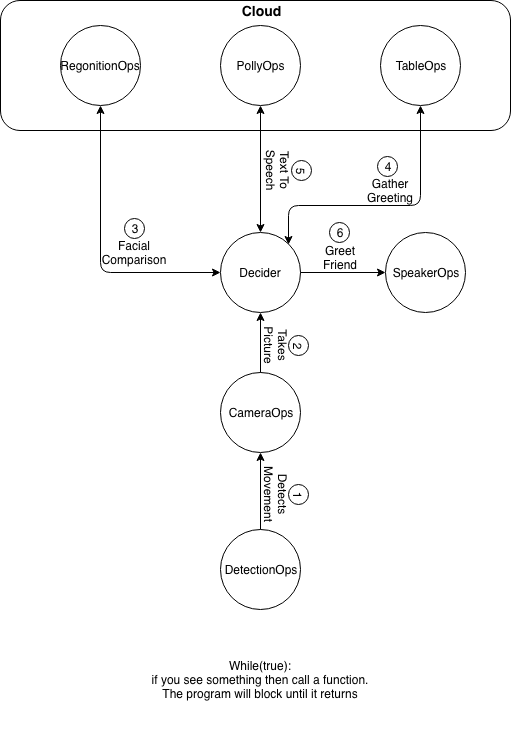 Cloud
RegonitionOps
PollyOps
TableOps
5
Text To
Speech
4
Gather
Greeting
3
Facial
Comparison
6
Greet
Friend
Decider
SpeakerOps
2
Takes
Picture
CameraOps
1
Detects
Movement
DetectionOps
While(true):
if you see something then call a function.
The program will block until it returns